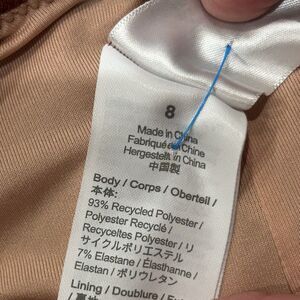 8
Made in China
Fabriqué en Chine
Hergestellt in China
中国製
Body / Corps / Oberteil /
本体:
93% Recycled Polyester /
Polyester Recyclé /
Recyceltes Polyester / リ
サイクルポリエステル
7% Elastane / Élasthanne /
Elastan / ポリウレタン
Lining / Doublure /